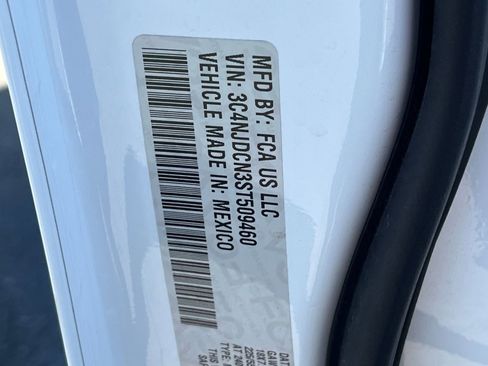 MFD BY: FCA US LLC
VIN: 3C4NJDCN3ST509460
VEHICLE MADE IN: MEXICO